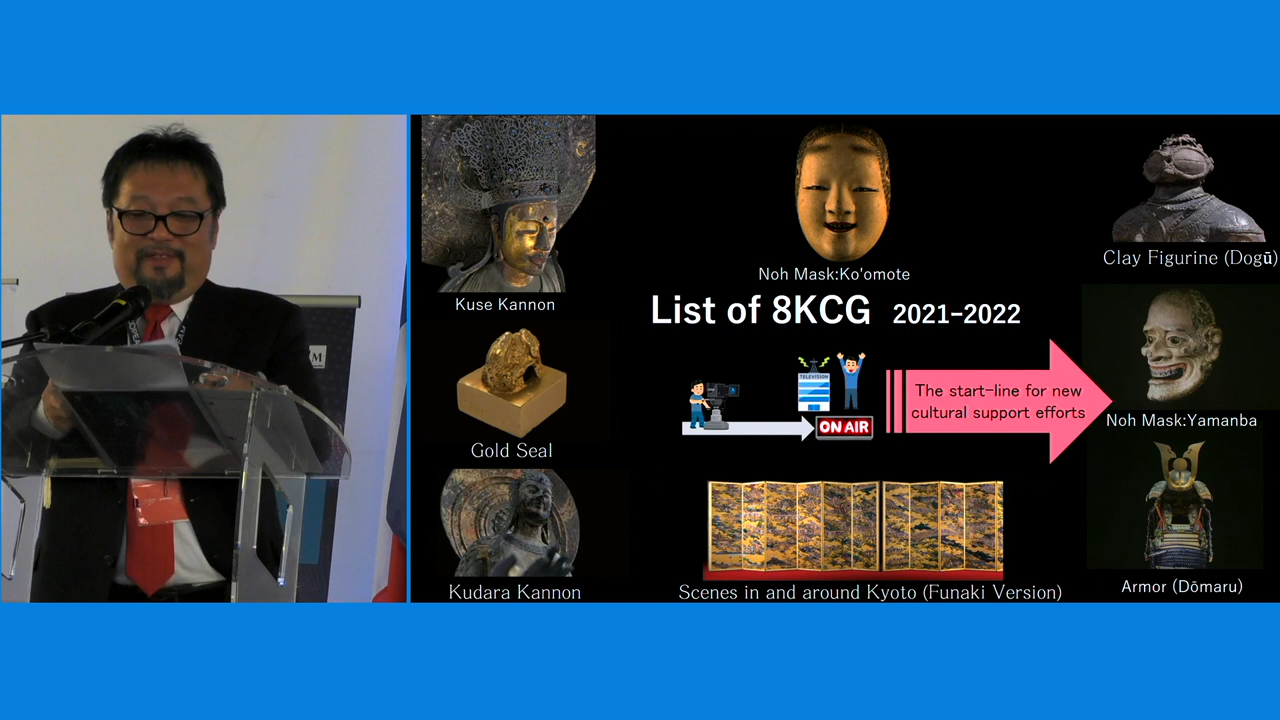 Kuse Kannon
Gold Seal
Kudara Kannon
Noh Mask:Ko'omote
List of 8KCG 2021-2022
TELEVISION
ON AIR
The start-line for new
cultural support efforts
Scenes in and around Kyoto (Funaki Version)
Clay Figurine (Dogū)
Noh Mask:Yamanba
Armor (Dōmaru)